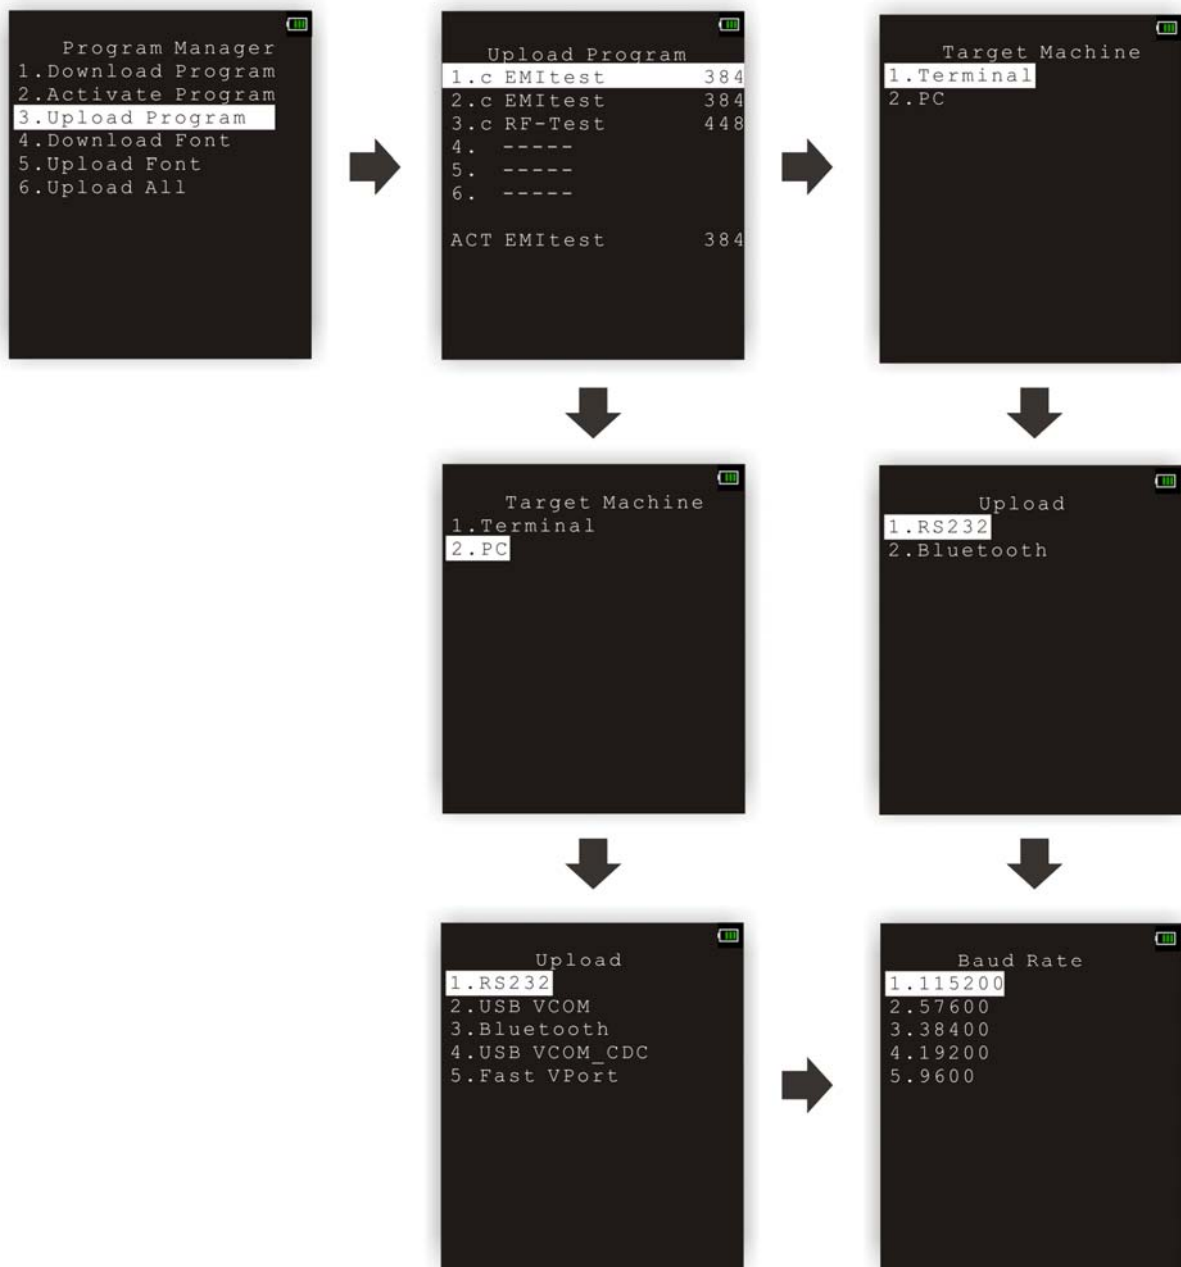 Program Manager
1.Download Program
2.Activate Program
3.Upload Program
4.Download Font
5.Upload Font
6.Upload All
Upload Program
1.c EMItest 384
2.c EMItest 384
3.c RF-Test 448
4. -----
5. -----
6. -----
ACT EMItest 384
Target Machine
1.Terminal
2.PC
Target Machine
1.Terminal
2.PC
Upload
1.RS232
2.Bluetooth
Upload
1.RS232
2.USB VCOM
3.Bluetooth
4.USB VCOM_CDC
5.Fast VPort
Baud Rate
1.115200
2.57600
3.38400
4.19200
5.9600